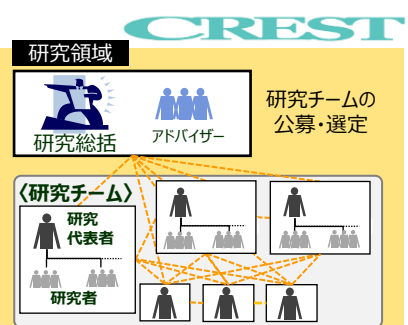 CREST
研究領域
研究総括
アドバイザー
研究チームの
公募・選定
〈研究チーム〉
研究
代表者
研究者